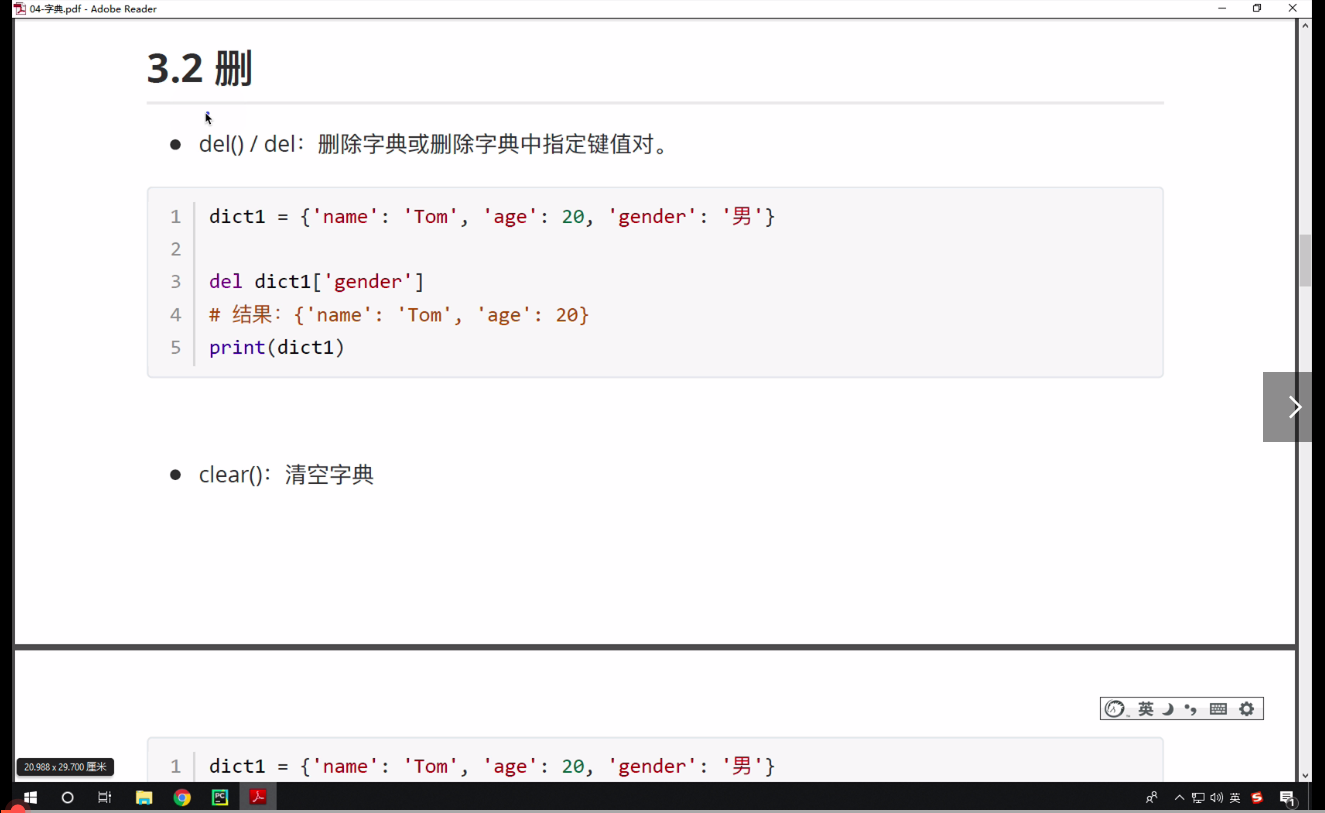 04-字典.pdf - Adobe Reader
3.2 删
del() / del：删除字典或删除字典中指定键值对。
1 dict1 = {'name': 'Tom', 'age': 20, 'gender': '男'}
2
3 del dict1['gender']
4 # 结果：{'name': 'Tom', 'age': 20}
5 print(dict1)
clear()：清空字典
英
1 dict1 = {'name': 'Tom', 'age': 20, 'gender': '男'}
20.988 x 29.700 厘米
PC
英
S
1